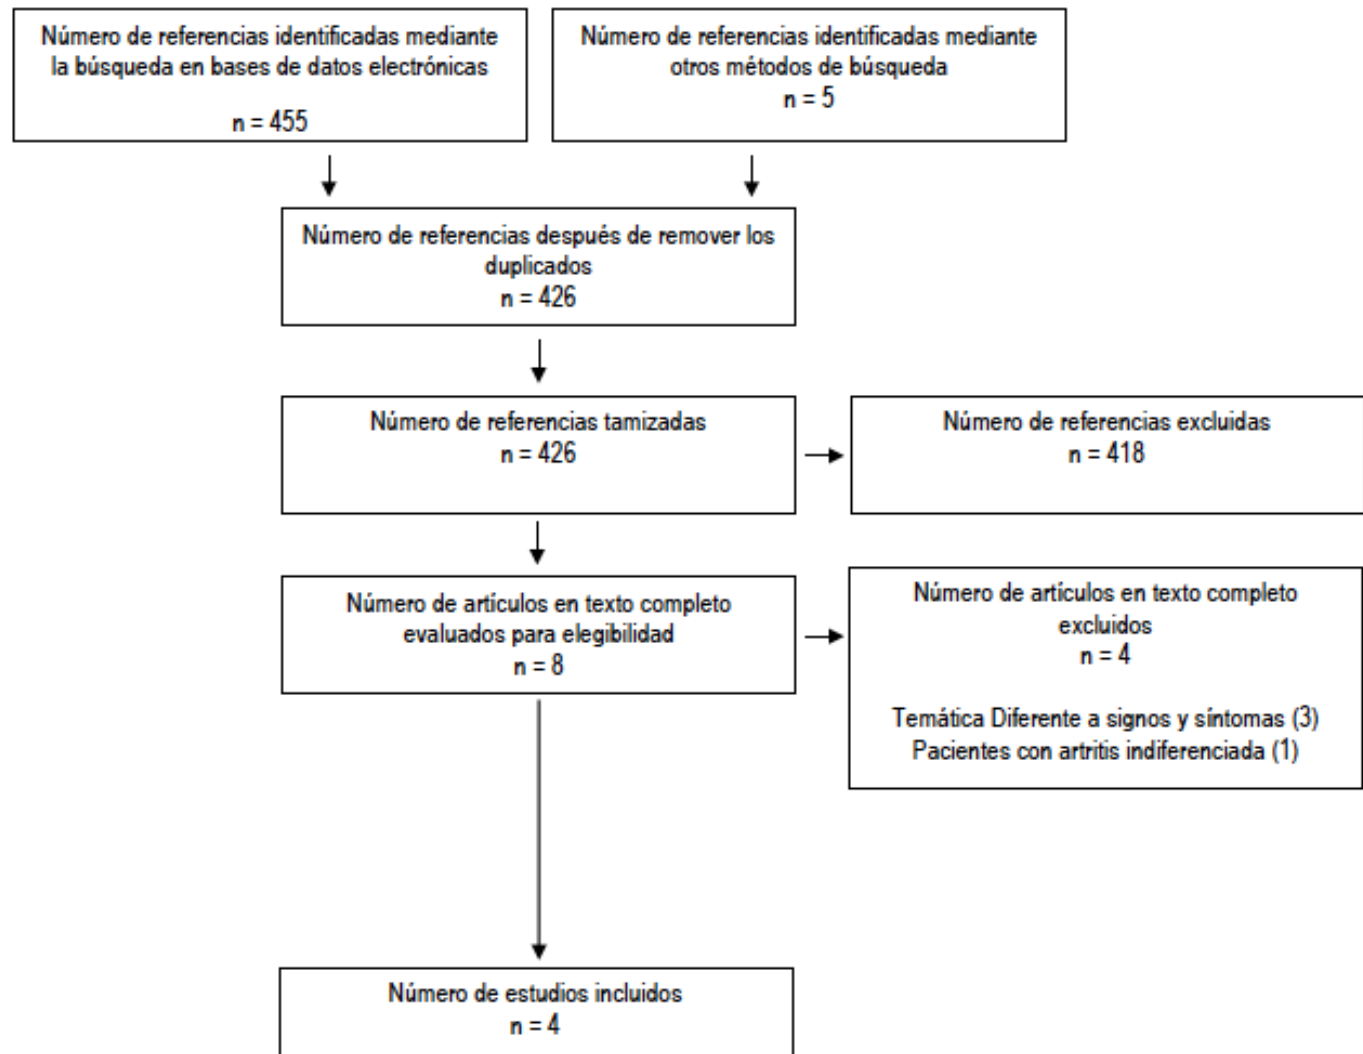 Número de referencias identificadas mediante
la búsqueda en bases de datos electrónicas
n = 455
Número de referencias identificadas mediante
otros métodos de búsqueda
n = 5
Número de referencias después de remover los
duplicados
n = 426
Número de referencias tamizadas
n = 426
Número de referencias excluidas
n = 418
Número de artículos en texto completo
evaluados para elegibilidad
n = 8
Número de artículos en texto completo
excluidos
n = 4
Temática Diferente a signos y síntomas (3)
Pacientes con artritis indiferenciada (1)
Número de estudios incluidos
n = 4